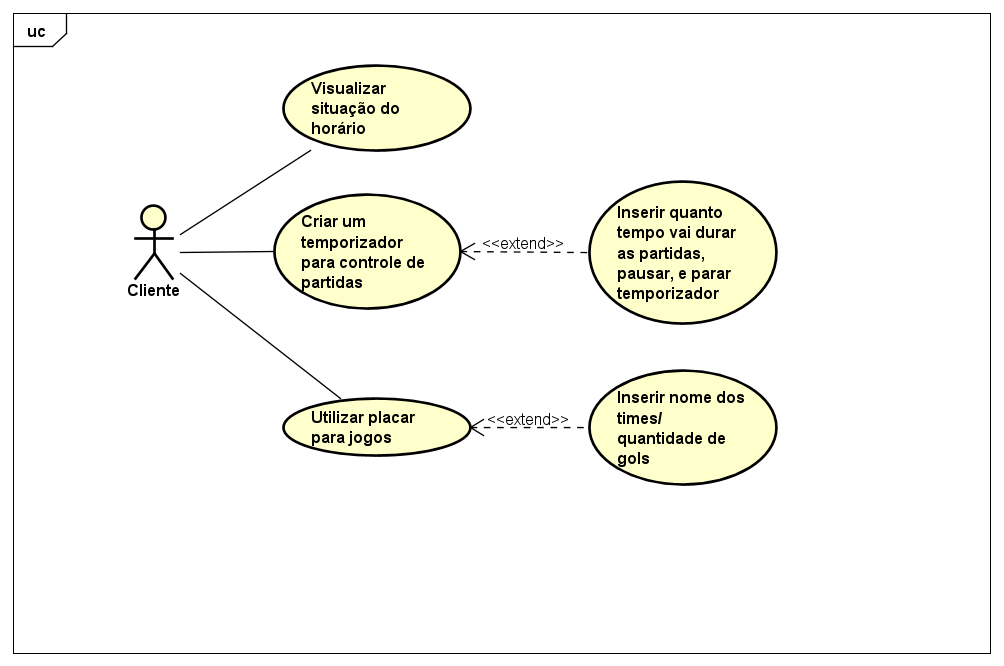 uc
Visualizar
situação do
horário
Criar um
temporizador
para controle de
partidas
<<extend>>
Inserir quanto
tempo vai durar
as partidas,
pausar, e parar
temporizador
Cliente
Utilizar placar
para jogos
<<extend>>
Inserir nome dos
times/
quantidade de
gols